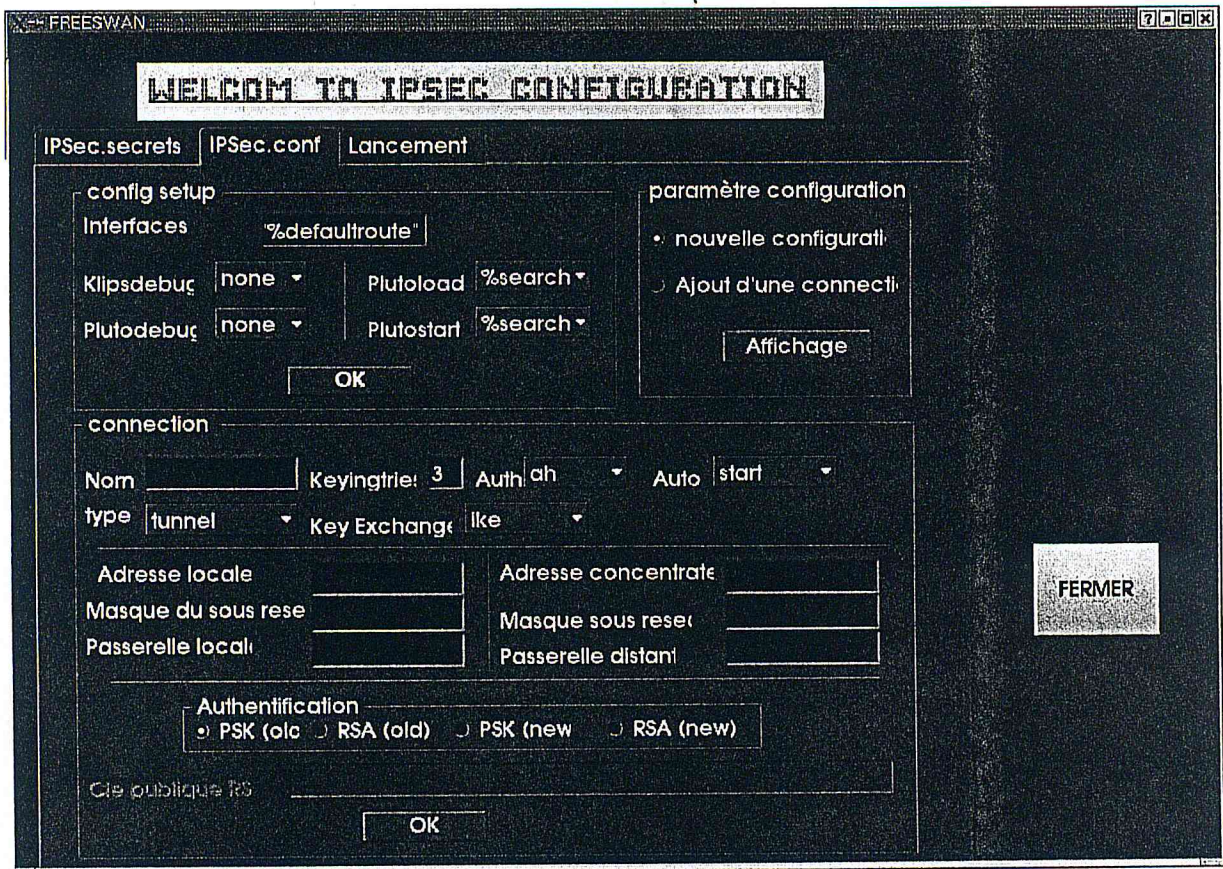 FREESWAN
WELCOM TO IPSEC CONFIGURATION
IPSec.secrets IPSec.conf Lancement
config setup
Interfaces "%defaultroute"
Klipsdebug none Plutoload %search
Plutodebug none Plutostart %search
OK
paramètre configuration
nouvelle configurati
Ajout d'une connecti
Affichage
connection
Nom Keyingtries 3 Auth ah Auto start
type tunnel Key Exchange ike
Adresse locale Adresse concentrate
Masque du sous rese Masque sous resea
Passerelle locale Passerelle distant
Authentification
PSK (old RSA (old) PSK (new RSA (new)
Cle publique RS
OK
FERMER